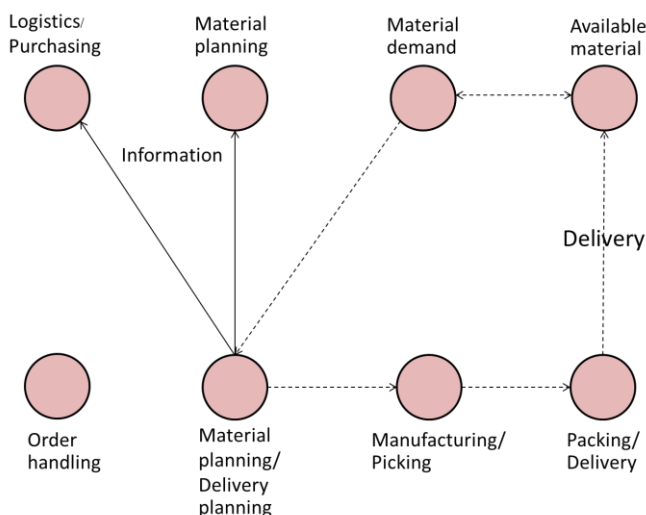 Logistics/
Purchasing
Material
planning
Material
demand
Available
material
Information
Delivery
Order
handling
Material
planning/
Delivery
planning
Manufacturing/
Picking
Packing/
Delivery